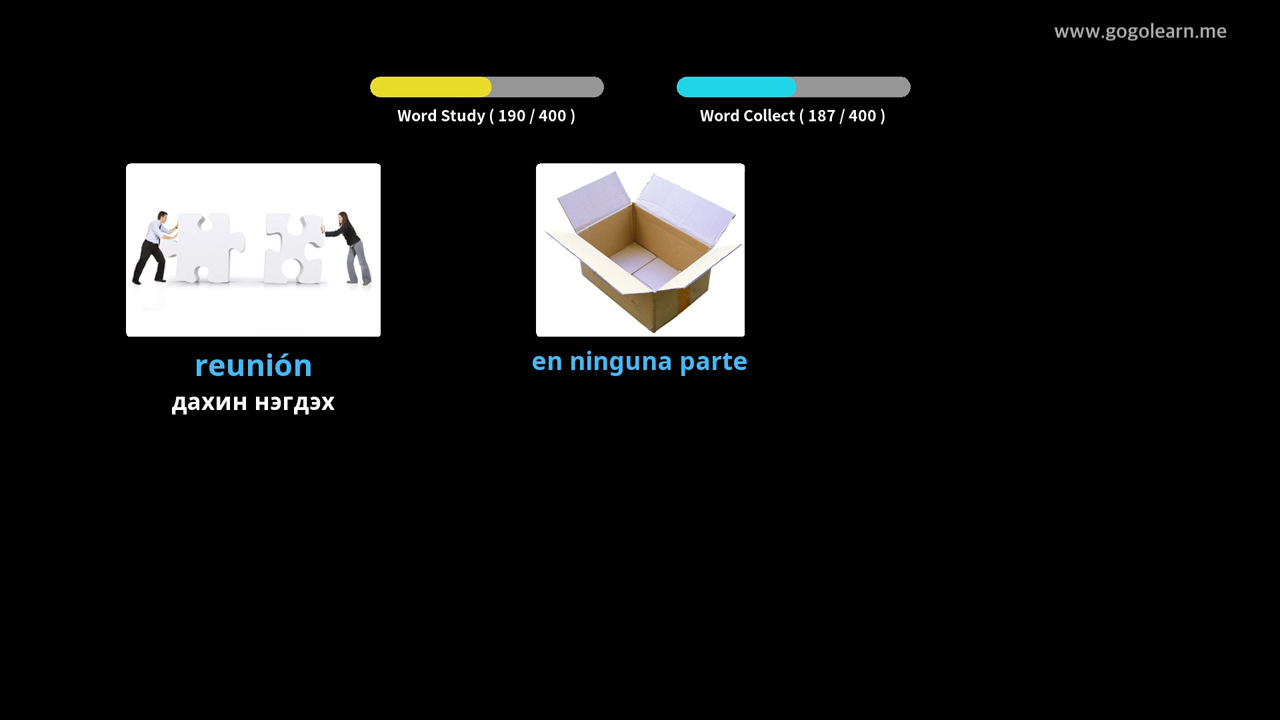 www.gogolearn.me
Word Study ( 190 / 400 )
Word Collect ( 187 / 400 )
reunión
дахин нэгдэх
en ninguna parte